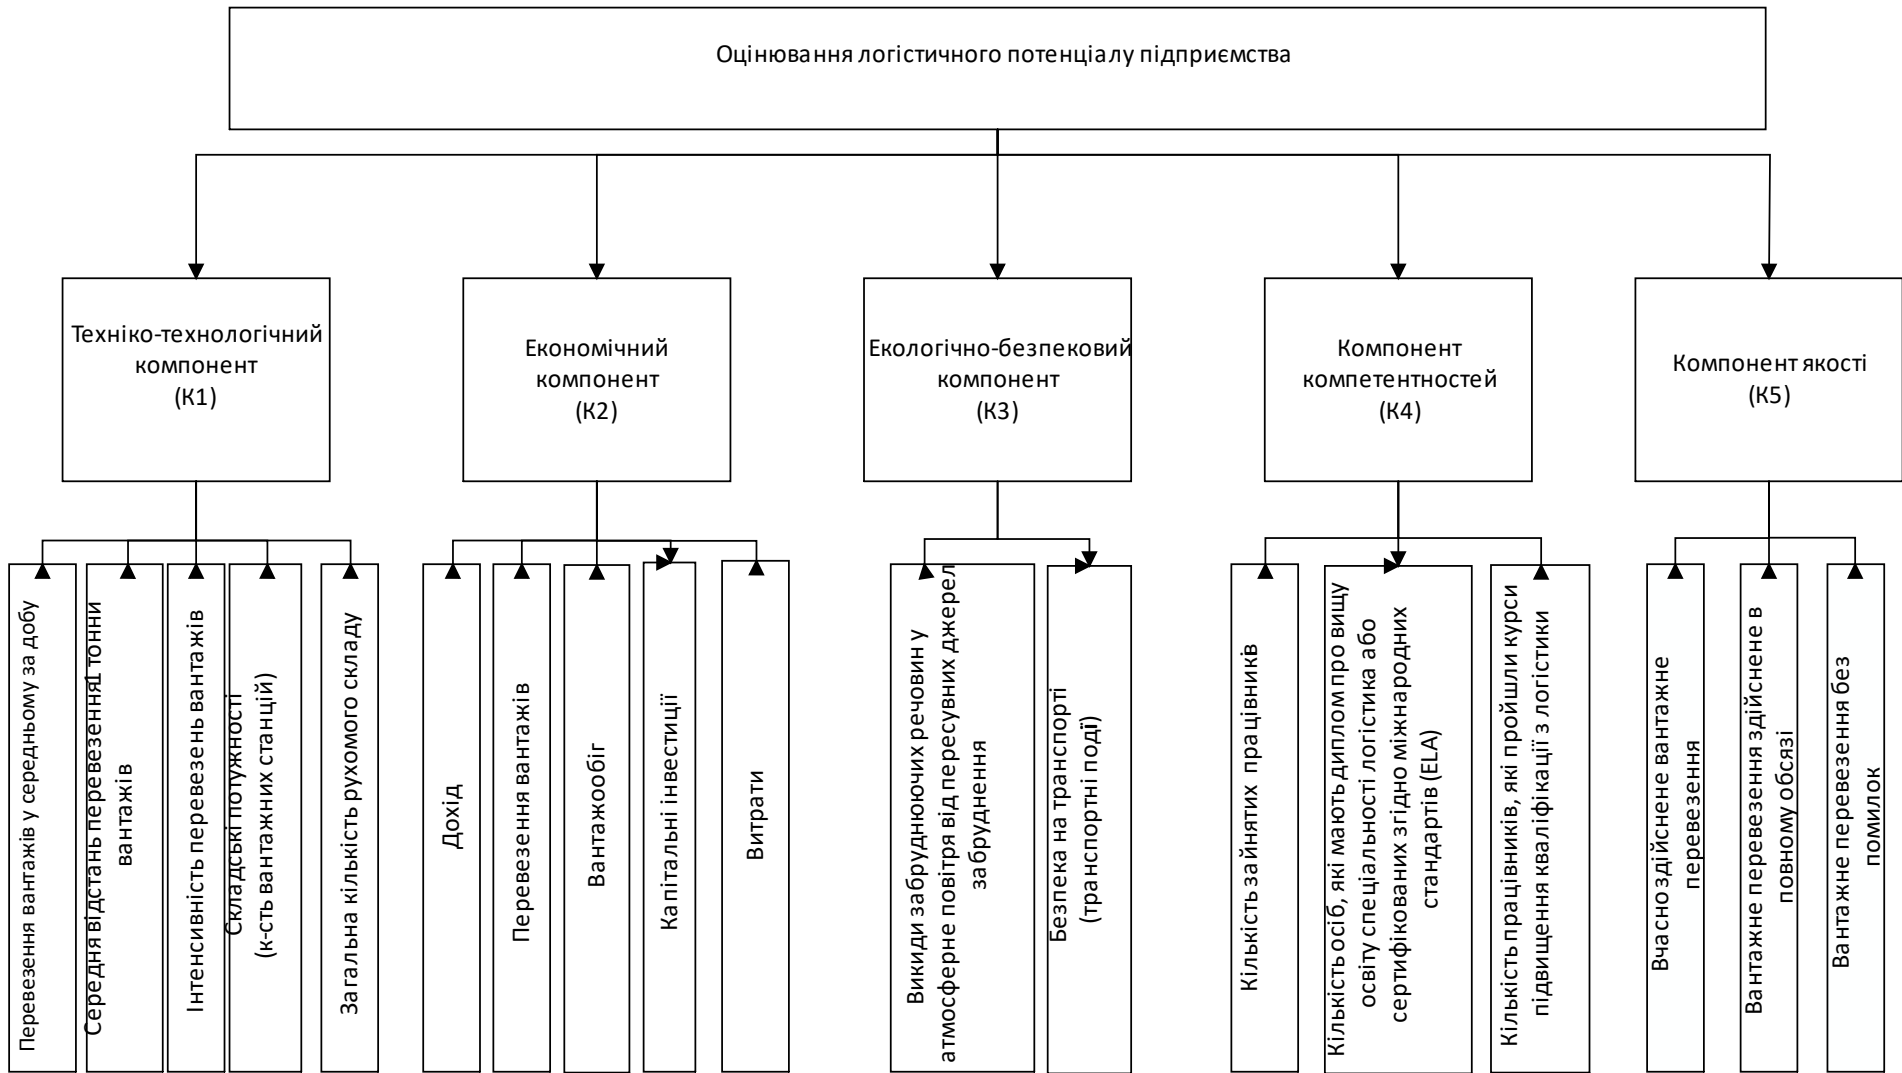 Оцінювання логістичного потенціалу підприємства
Техніко-технологічний
компонент
(К1)
Економічний
компонент
(К2)
Екологічно-безпековий
компонент
(К3)
Компонент
компетентностей
(К4)
Компонент якості
(К5)
Перевезення вантажів у середньому за добу
Середня відстань перевезення 1 тонни
вантажів
Інтенсивність перевезень вантажів
Складські потужності
(к-сть вантажних станцій)
Загальна кількість рухомого складу
Дохід
Перевезення вантажів
Вантажообіг
Капітальні інвестиції
Витрати
Викиди забруднюючих речовин у
атмосферне повітря від пересувних джерел
забруднення
Безпека на транспорті
(транспортні події)
Кількість зайнятих працівників
Кількість осіб, які мають диплом про вищу
освіту спеціальності логістика або
сертифікованих згідно міжнародних
стандартів (ELA)
Кількість працівників, які пройшли курси
підвищення кваліфікації з логістики
Вчасно здійснене вантажне
перевезення
Вантажне перевезення здійснене в
повному обсязі
Вантажне перевезення без
помилок